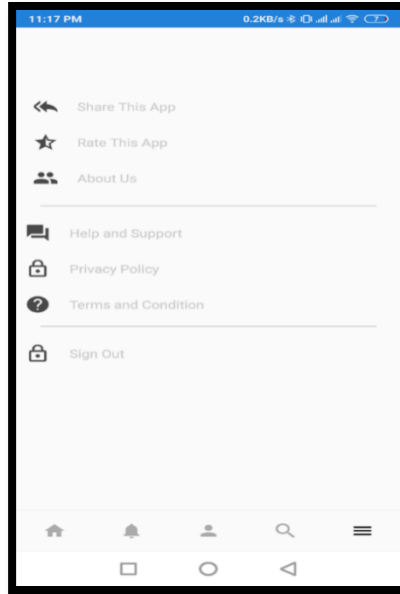 11:17 PM 0.2KB/s
Share This App
Rate This App
About Us
Help and Support
Privacy Policy
Terms and Condition
Sign Out